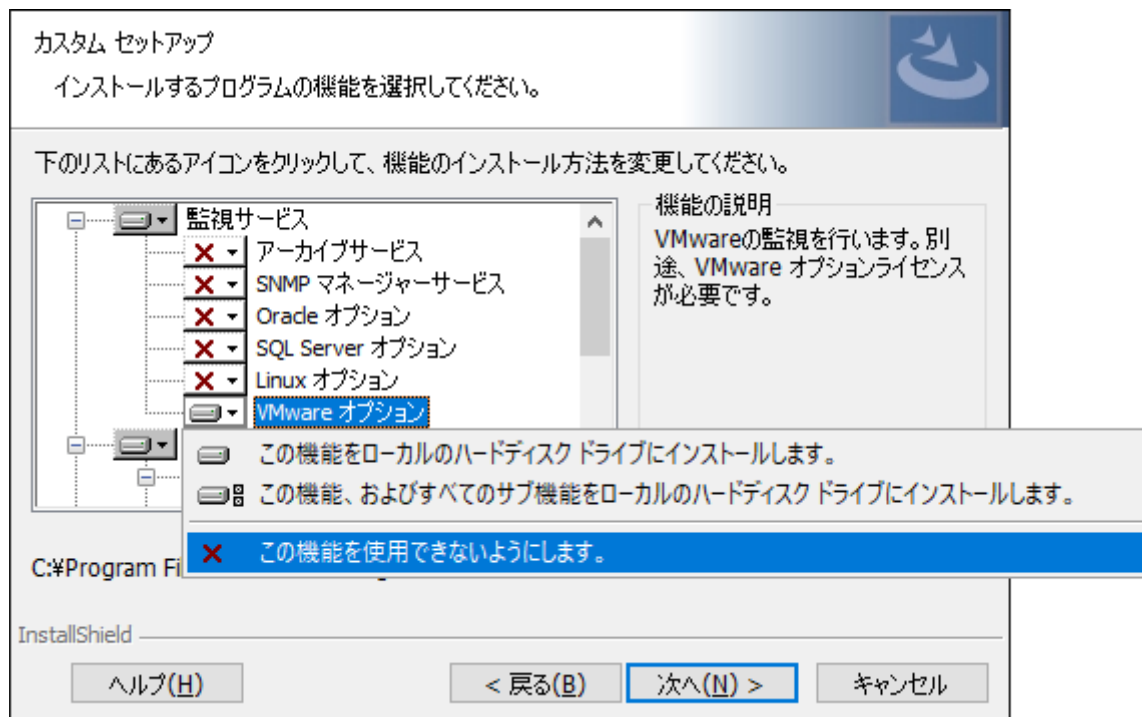 カスタム セットアップ
インストールするプログラムの機能を選択してください。
下のリストにあるアイコンをクリックして、機能のインストール方法を変更してください。
監視サービス
アーカイブサービス
SNMP マネージャーサービス
Oracle オプション
SQL Server オプション
Linux オプション
VMware オプション
機能の説明
VMwareの監視を行います。別
途、VMware オプションライセンス
が必要です。
この機能をローカルのハードディスク ドライブにインストールします。
この機能、およびすべてのサブ機能をローカルのハードディスク ドライブにインストールします。
この機能を使用できないようにします。
C:¥Program Fi
InstallShield
ヘルプ(H)
< 戻る(B)
次へ(N) >
キャンセル